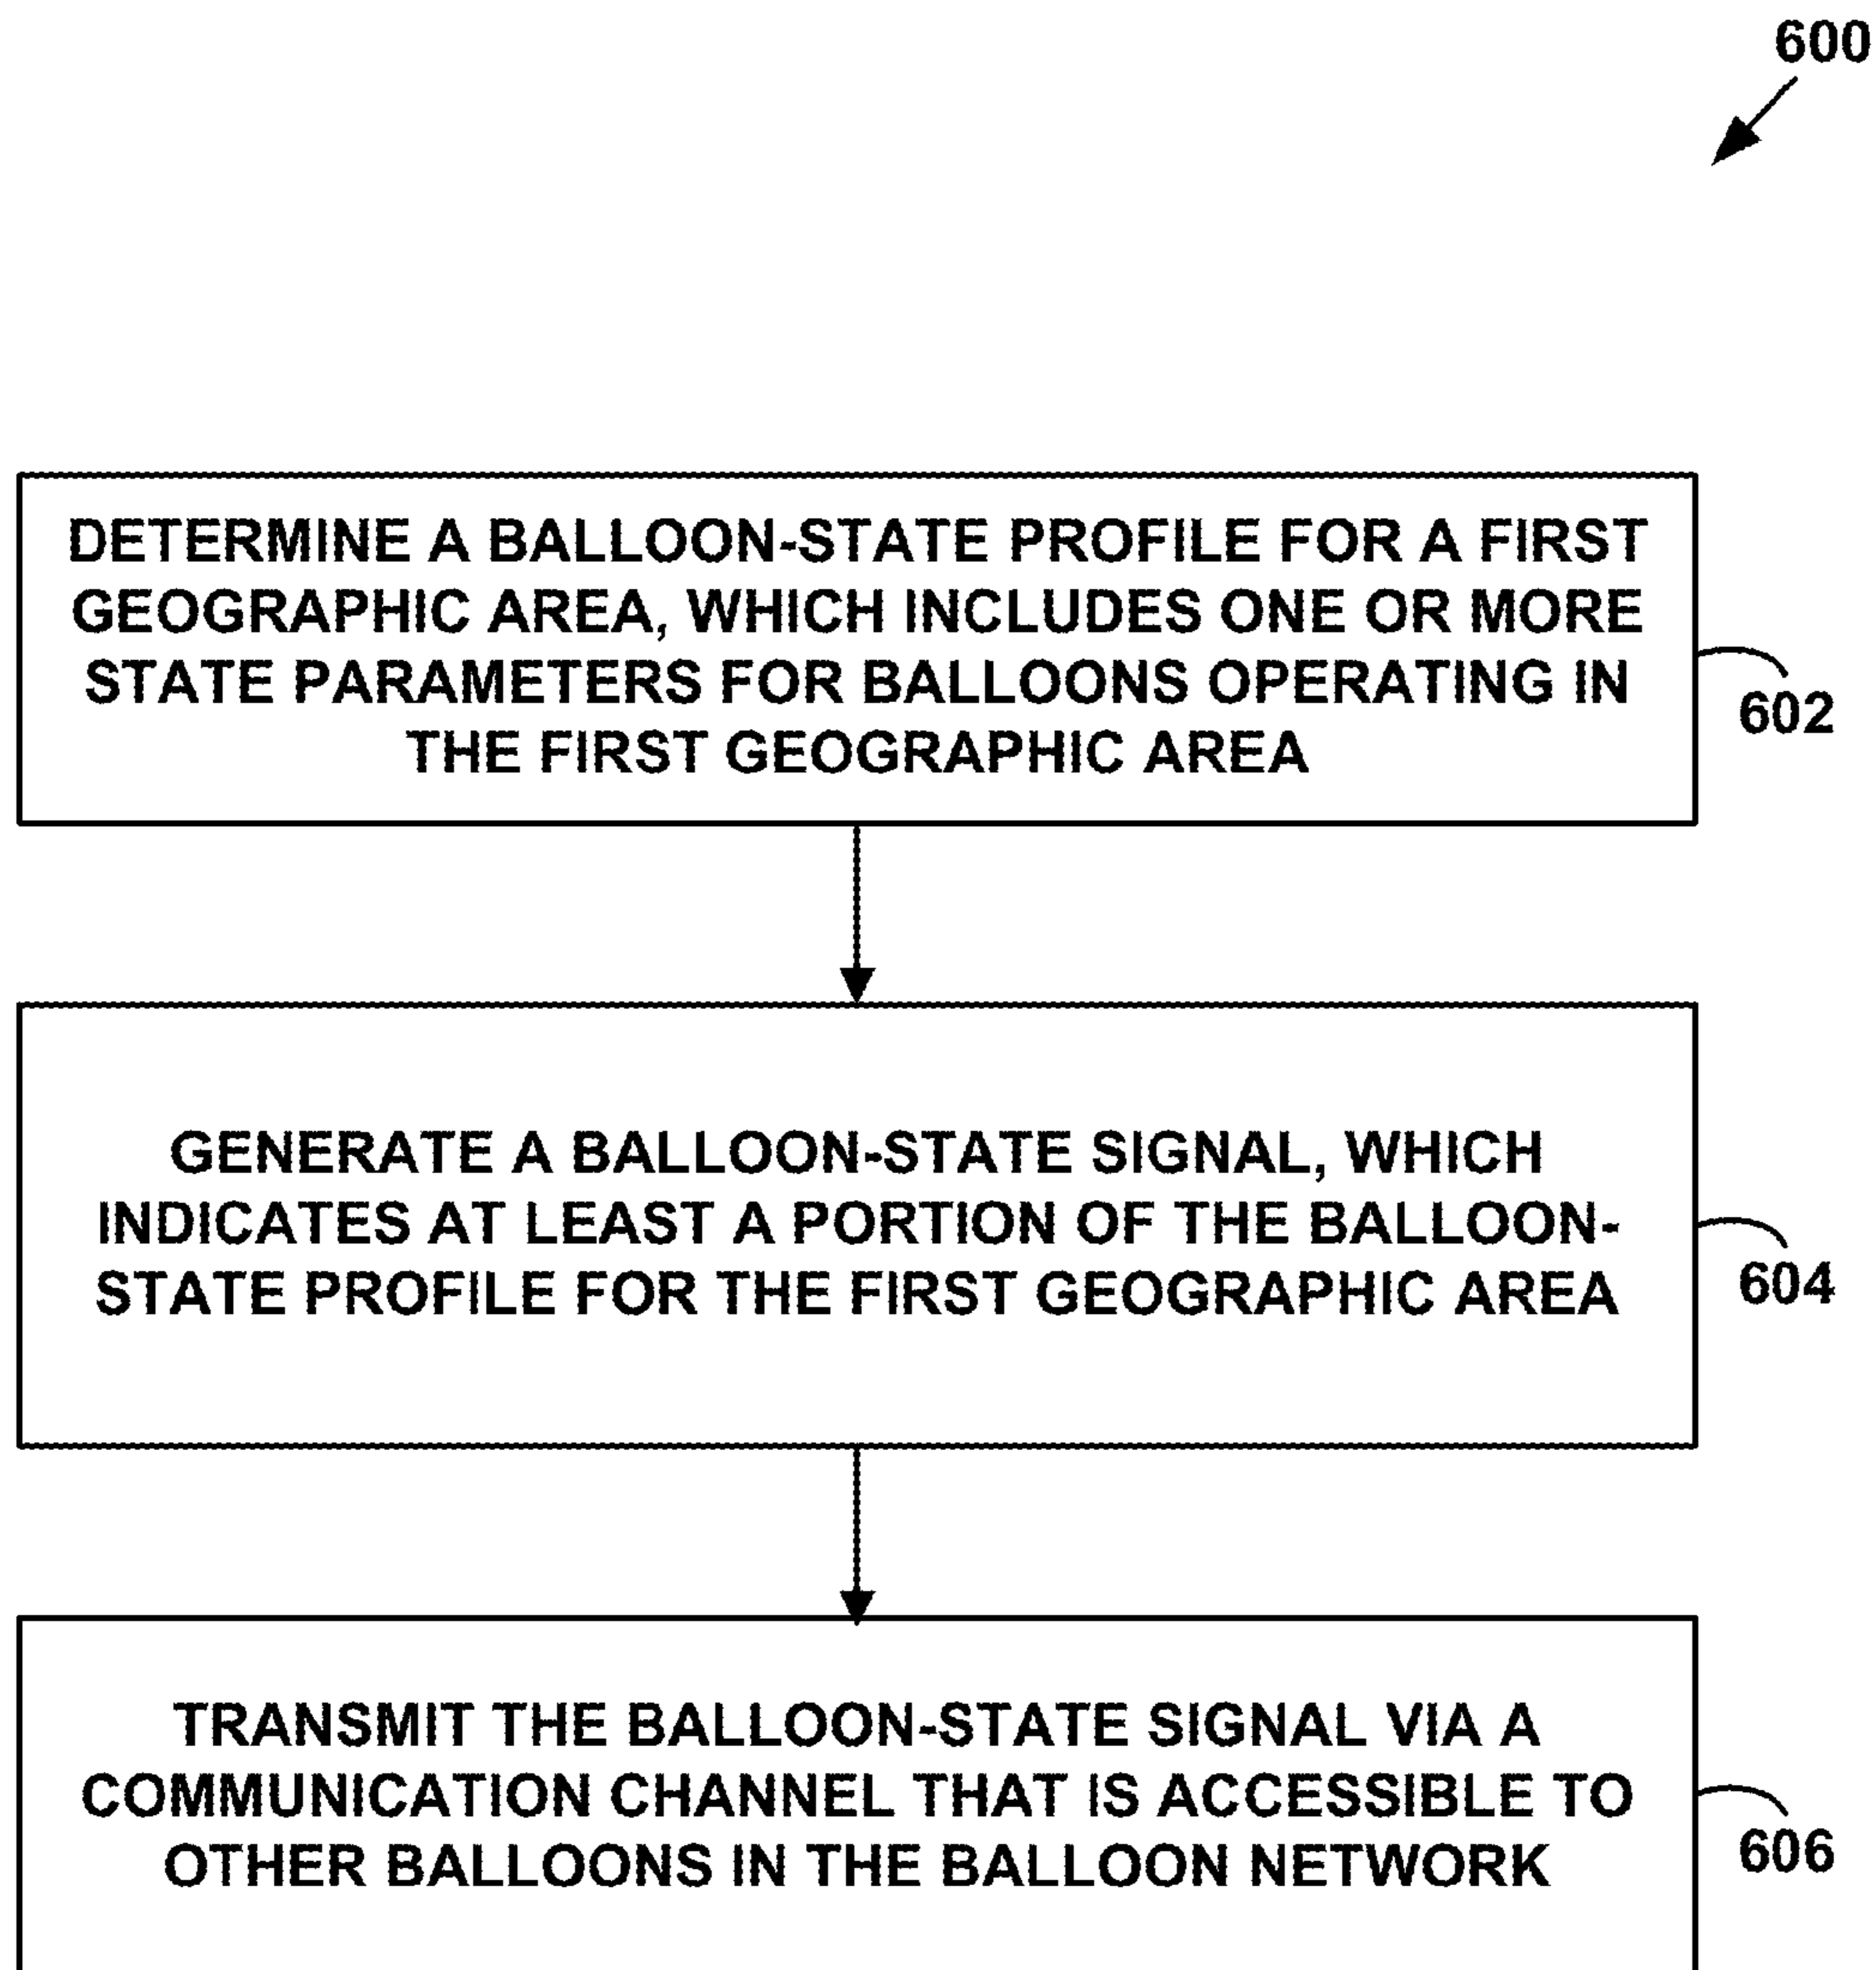 600
DETERMINE A BALLOON-STATE PROFILE FOR A FIRST
GEOGRAPHIC AREA, WHICH INCLUDES ONE OR MORE
STATE PARAMETERS FOR BALLOONS OPERATING IN
THE FIRST GEOGRAPHIC AREA
602
GENERATE A BALLOON-STATE SIGNAL, WHICH
INDICATES AT LEAST A PORTION OF THE BALLOON-
STATE PROFILE FOR THE FIRST GEOGRAPHIC AREA
604
TRANSMIT THE BALLOON-STATE SIGNAL VIA A
COMMUNICATION CHANNEL THAT IS ACCESSIBLE TO
OTHER BALLOONS IN THE BALLOON NETWORK
606